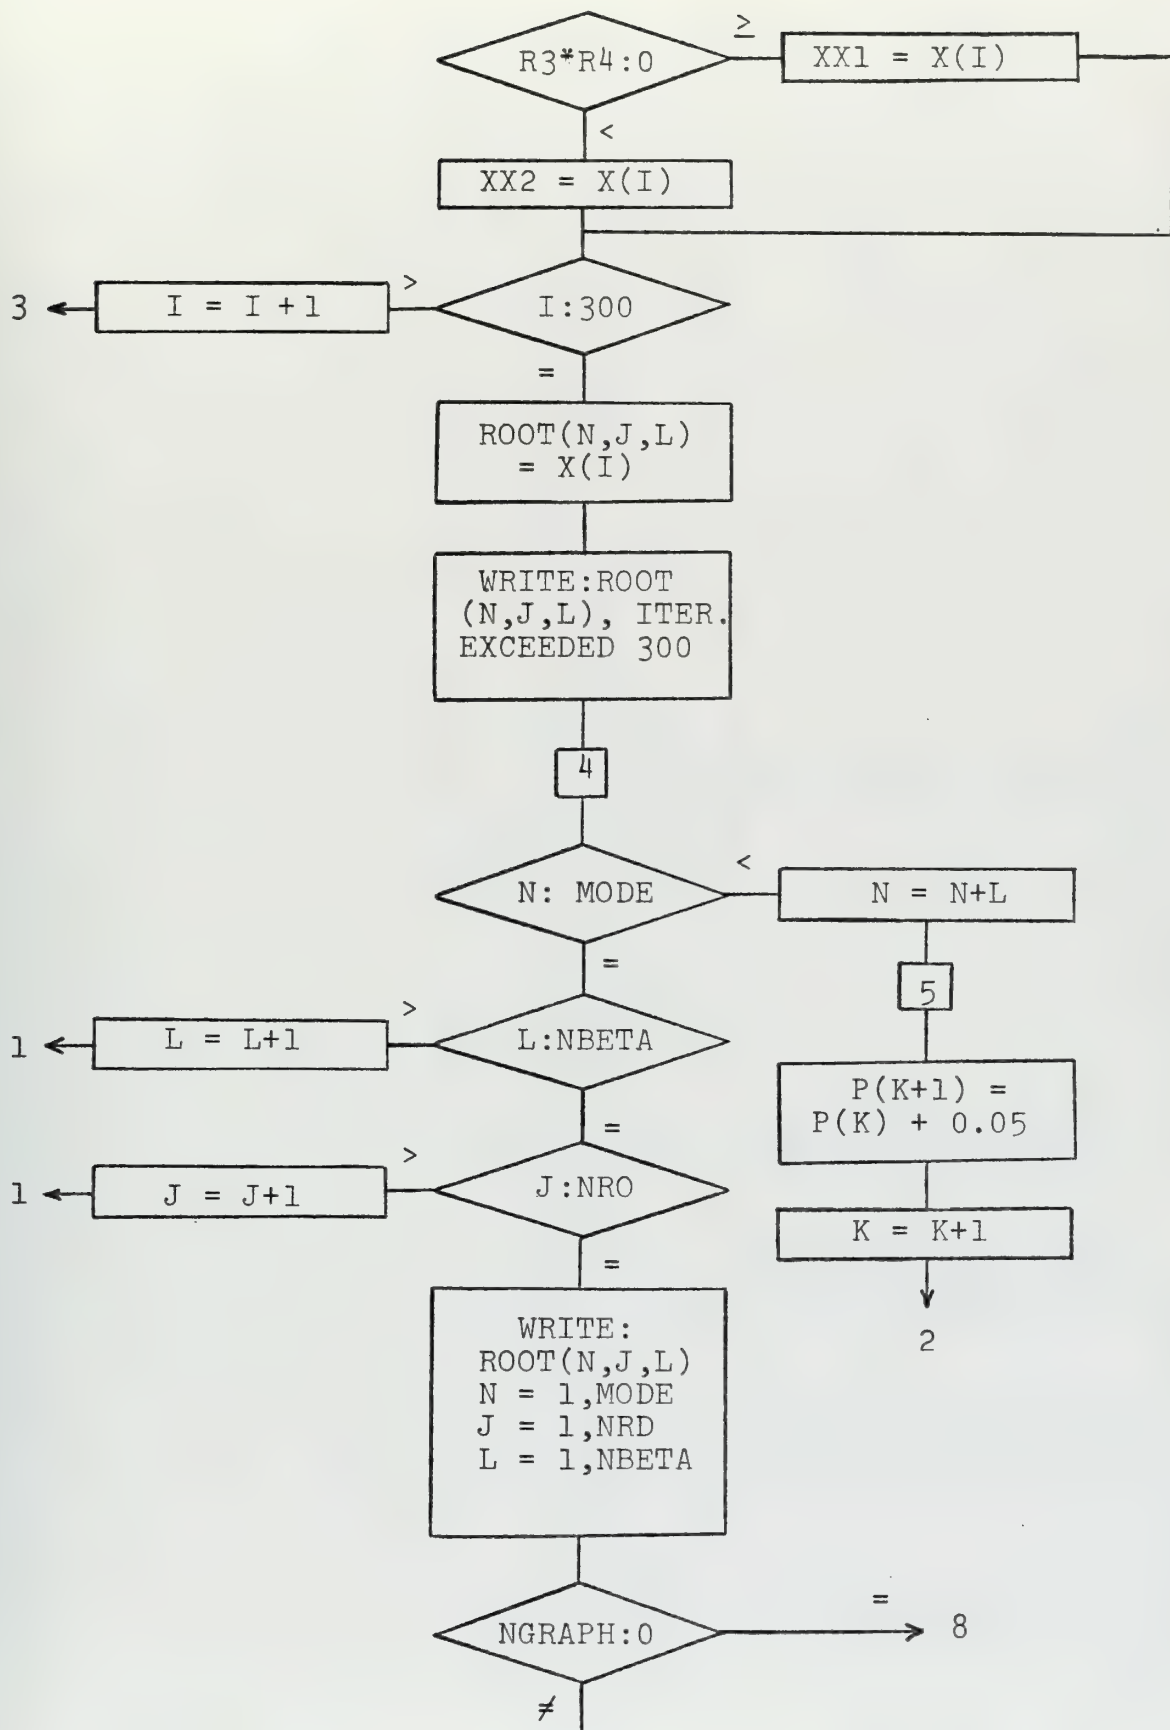 R3*R4:0
≥
XX1 = X(I)
<
XX2 = X(I)
3
I = I+1
>
I:300
=
ROOT(N,J,L)
= X(I)
WRITE:ROOT
(N,J,L), ITER.
EXCEEDED 300
4
N: MODE
<
N = N+L
=
5
1
L = L+1
>
L:NBETA
P(K+1) =
P(K) + 0.05
=
1
J = J+1
>
J:NRO
K = K+1
=
2
WRITE:
ROOT(N,J,L)
N = 1,MODE
J = 1,NRD
L = 1,NBETA
NGRAPH:0
=
8
≠